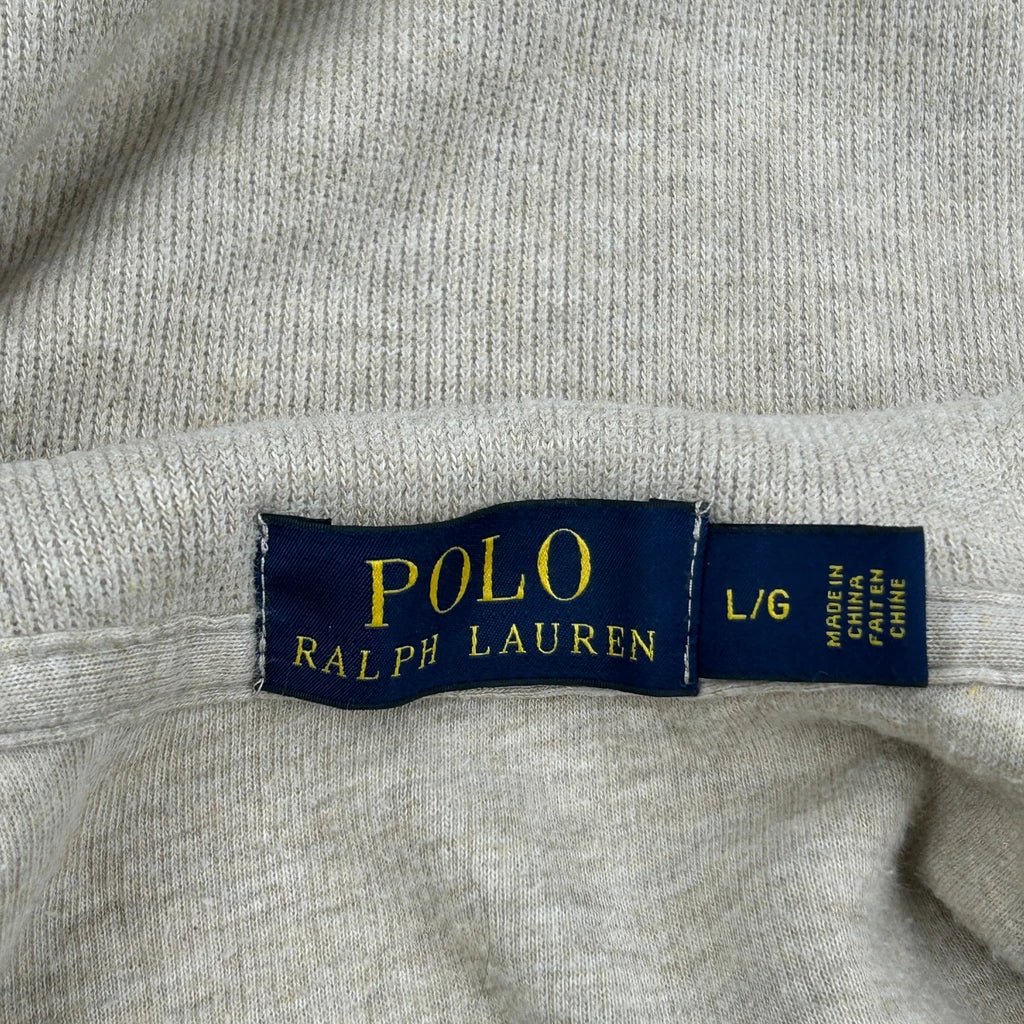 POLO
RALPH LAUREN
L/G
MADE IN
CHINA
FAIT EN
CHINE